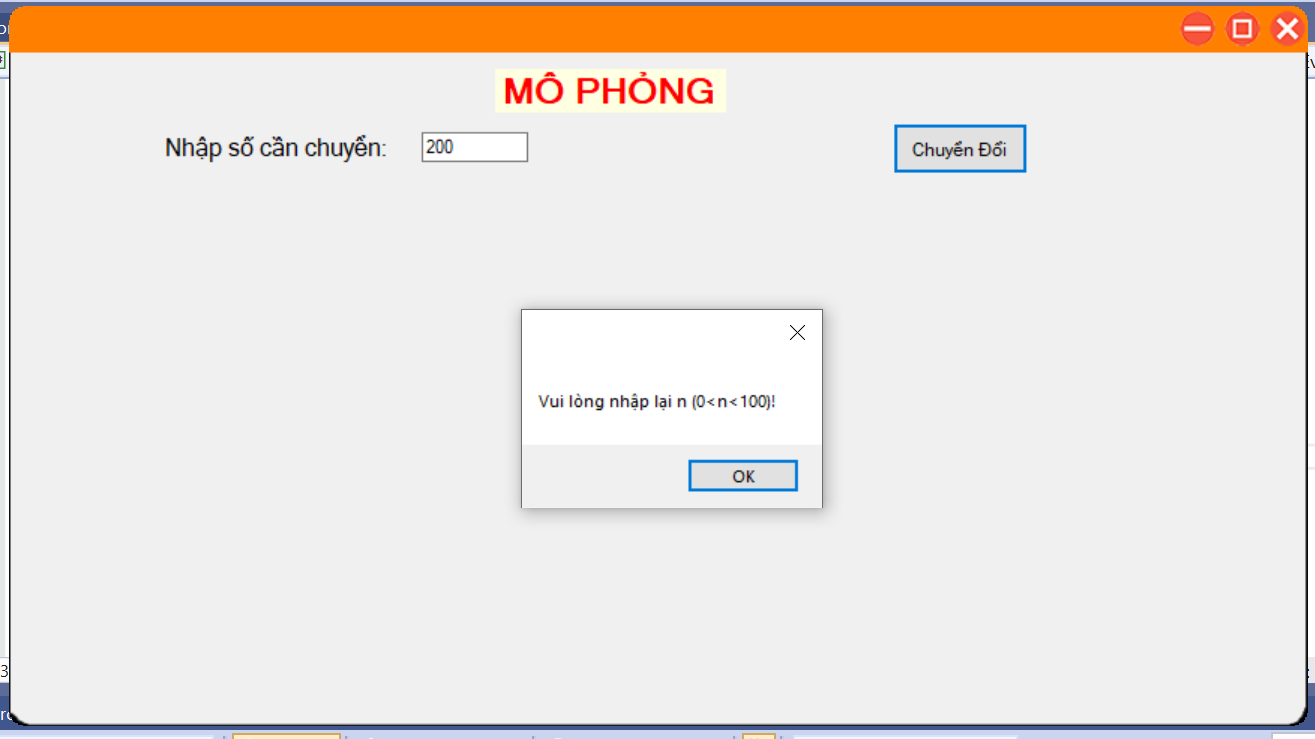 MÔ PHỎNG
Nhập số cần chuyển:
200
Chuyển Đổi
Vui lòng nhập lại n (0<n<100)!
OK